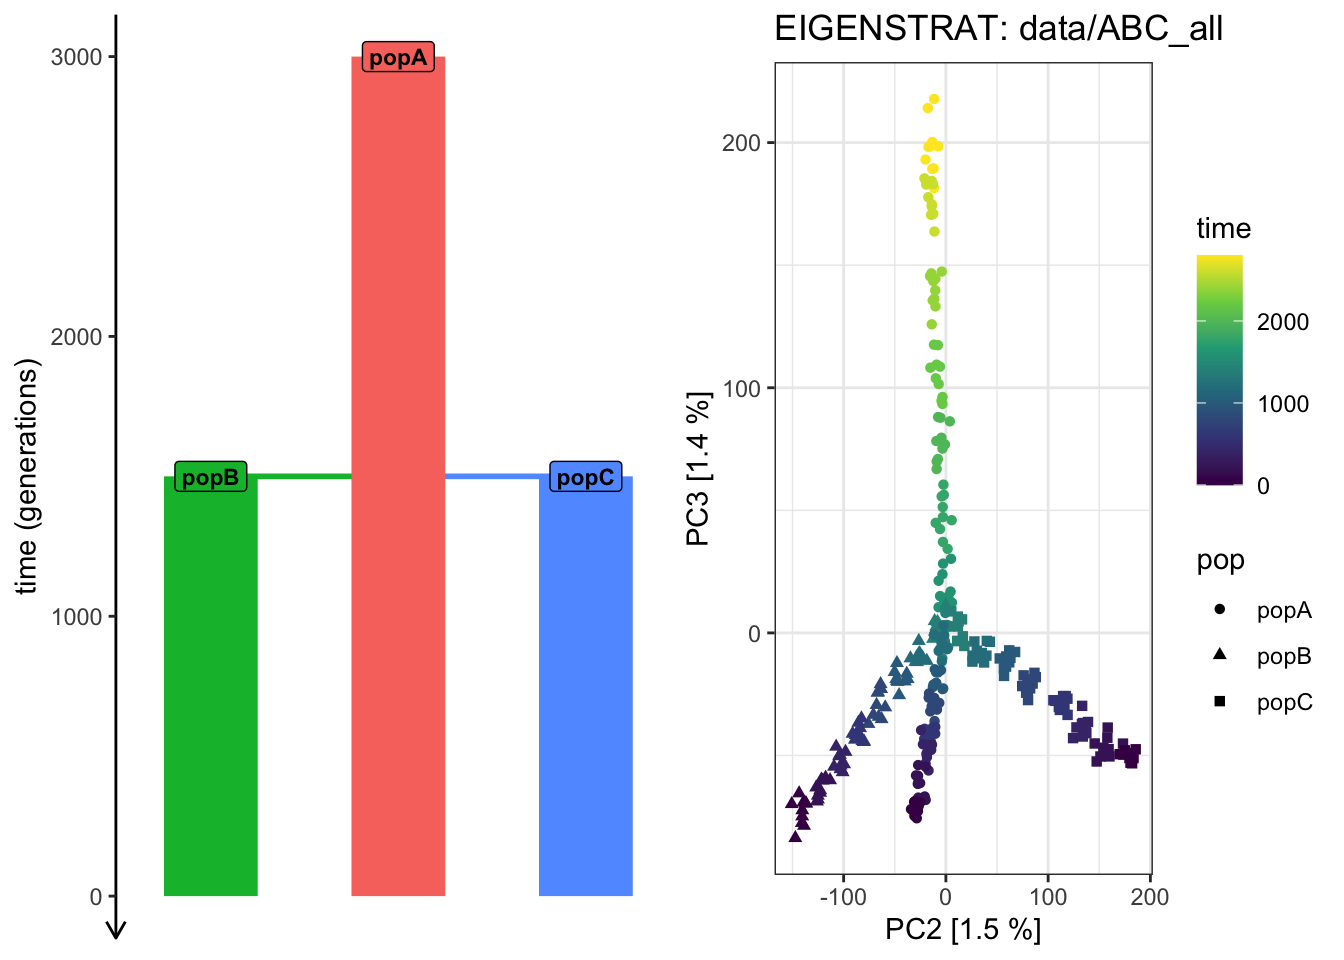 time (generations)
3000
2000
1000
0
popA
popB
popC
EIGENSTRAT: data/ABC_all
PC3 [1.4 %]
200
100
0
-100
0
100
200
PC2 [1.5 %]
time
2000
1000
0
pop
popA
popB
popC